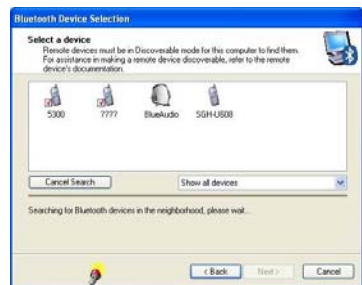 Bluetooth Device Selection
Select a device
Remote devices must be in Discoverable mode for this computer to find them.
For assistance in making a remote device discoverable, refer to the remote
device's documentation.
5300 ???? BlueAudio SGH-U608
Cancel Search Show all devices
Searching for Bluetooth devices in the neighborhood, please wait...
< Back Next > Cancel